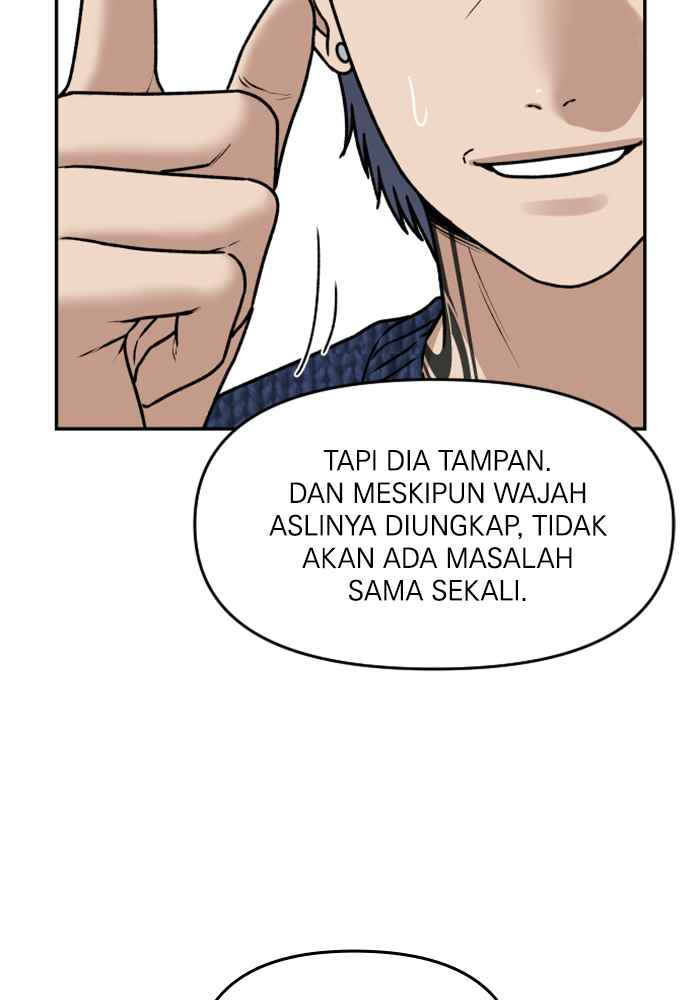 TAPI DIA TAMPAN.
DAN MESKIPUN WAJAH
ASLINYA DIUNGKAP, TIDAK
AKAN ADA MASALAH
SAMA SEKALI.